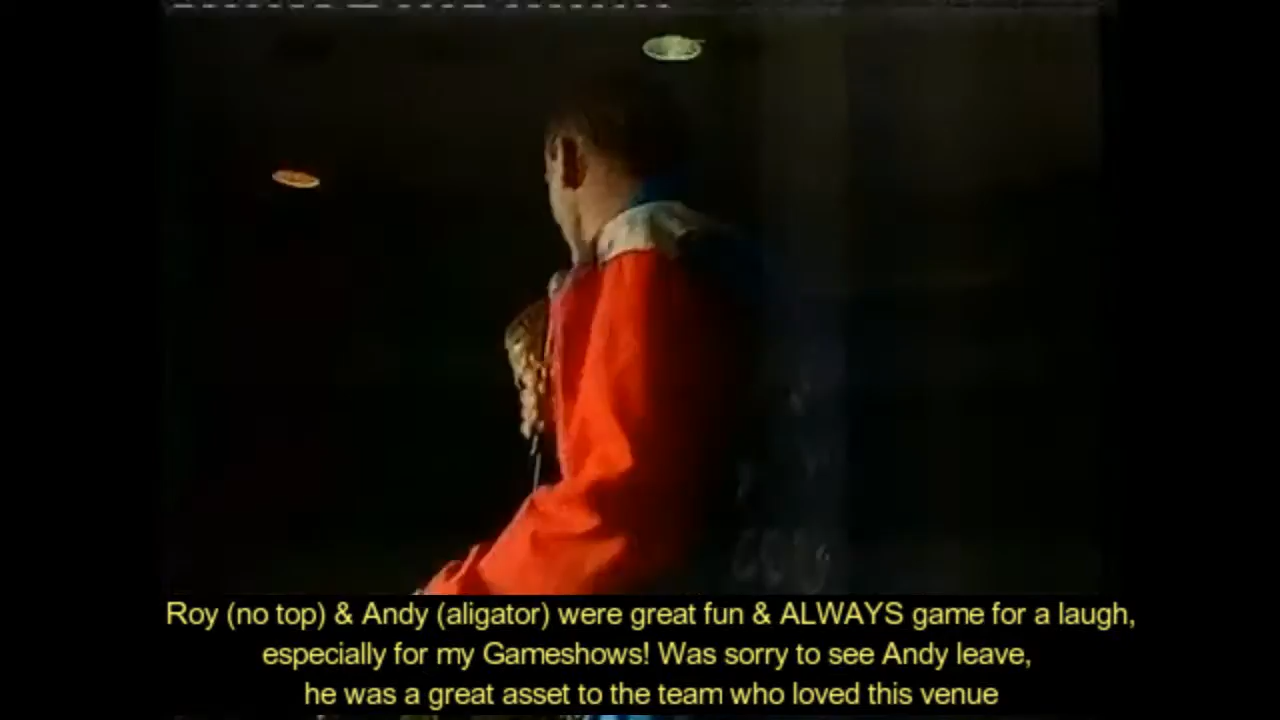 Roy (no top) & Andy (aligator) were great fun & ALWAYS game for a laugh,
especially for my Gameshows! Was sorry to see Andy leave,
he was a great asset to the team who loved this venue